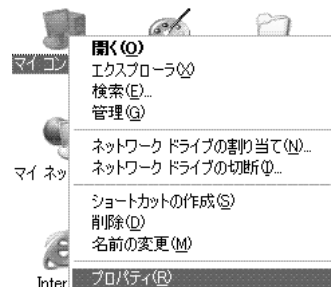 マイ コン
開く(O)
エクスプローラ(X)
検索(E)...
管理(G)
ネットワーク ドライブの割り当て(N)...
ネットワーク ドライブの切断(I)...
マイ ネッ
ショートカットの作成(S)
削除(D)
名前の変更(M)
プロパティ(R)
Inter